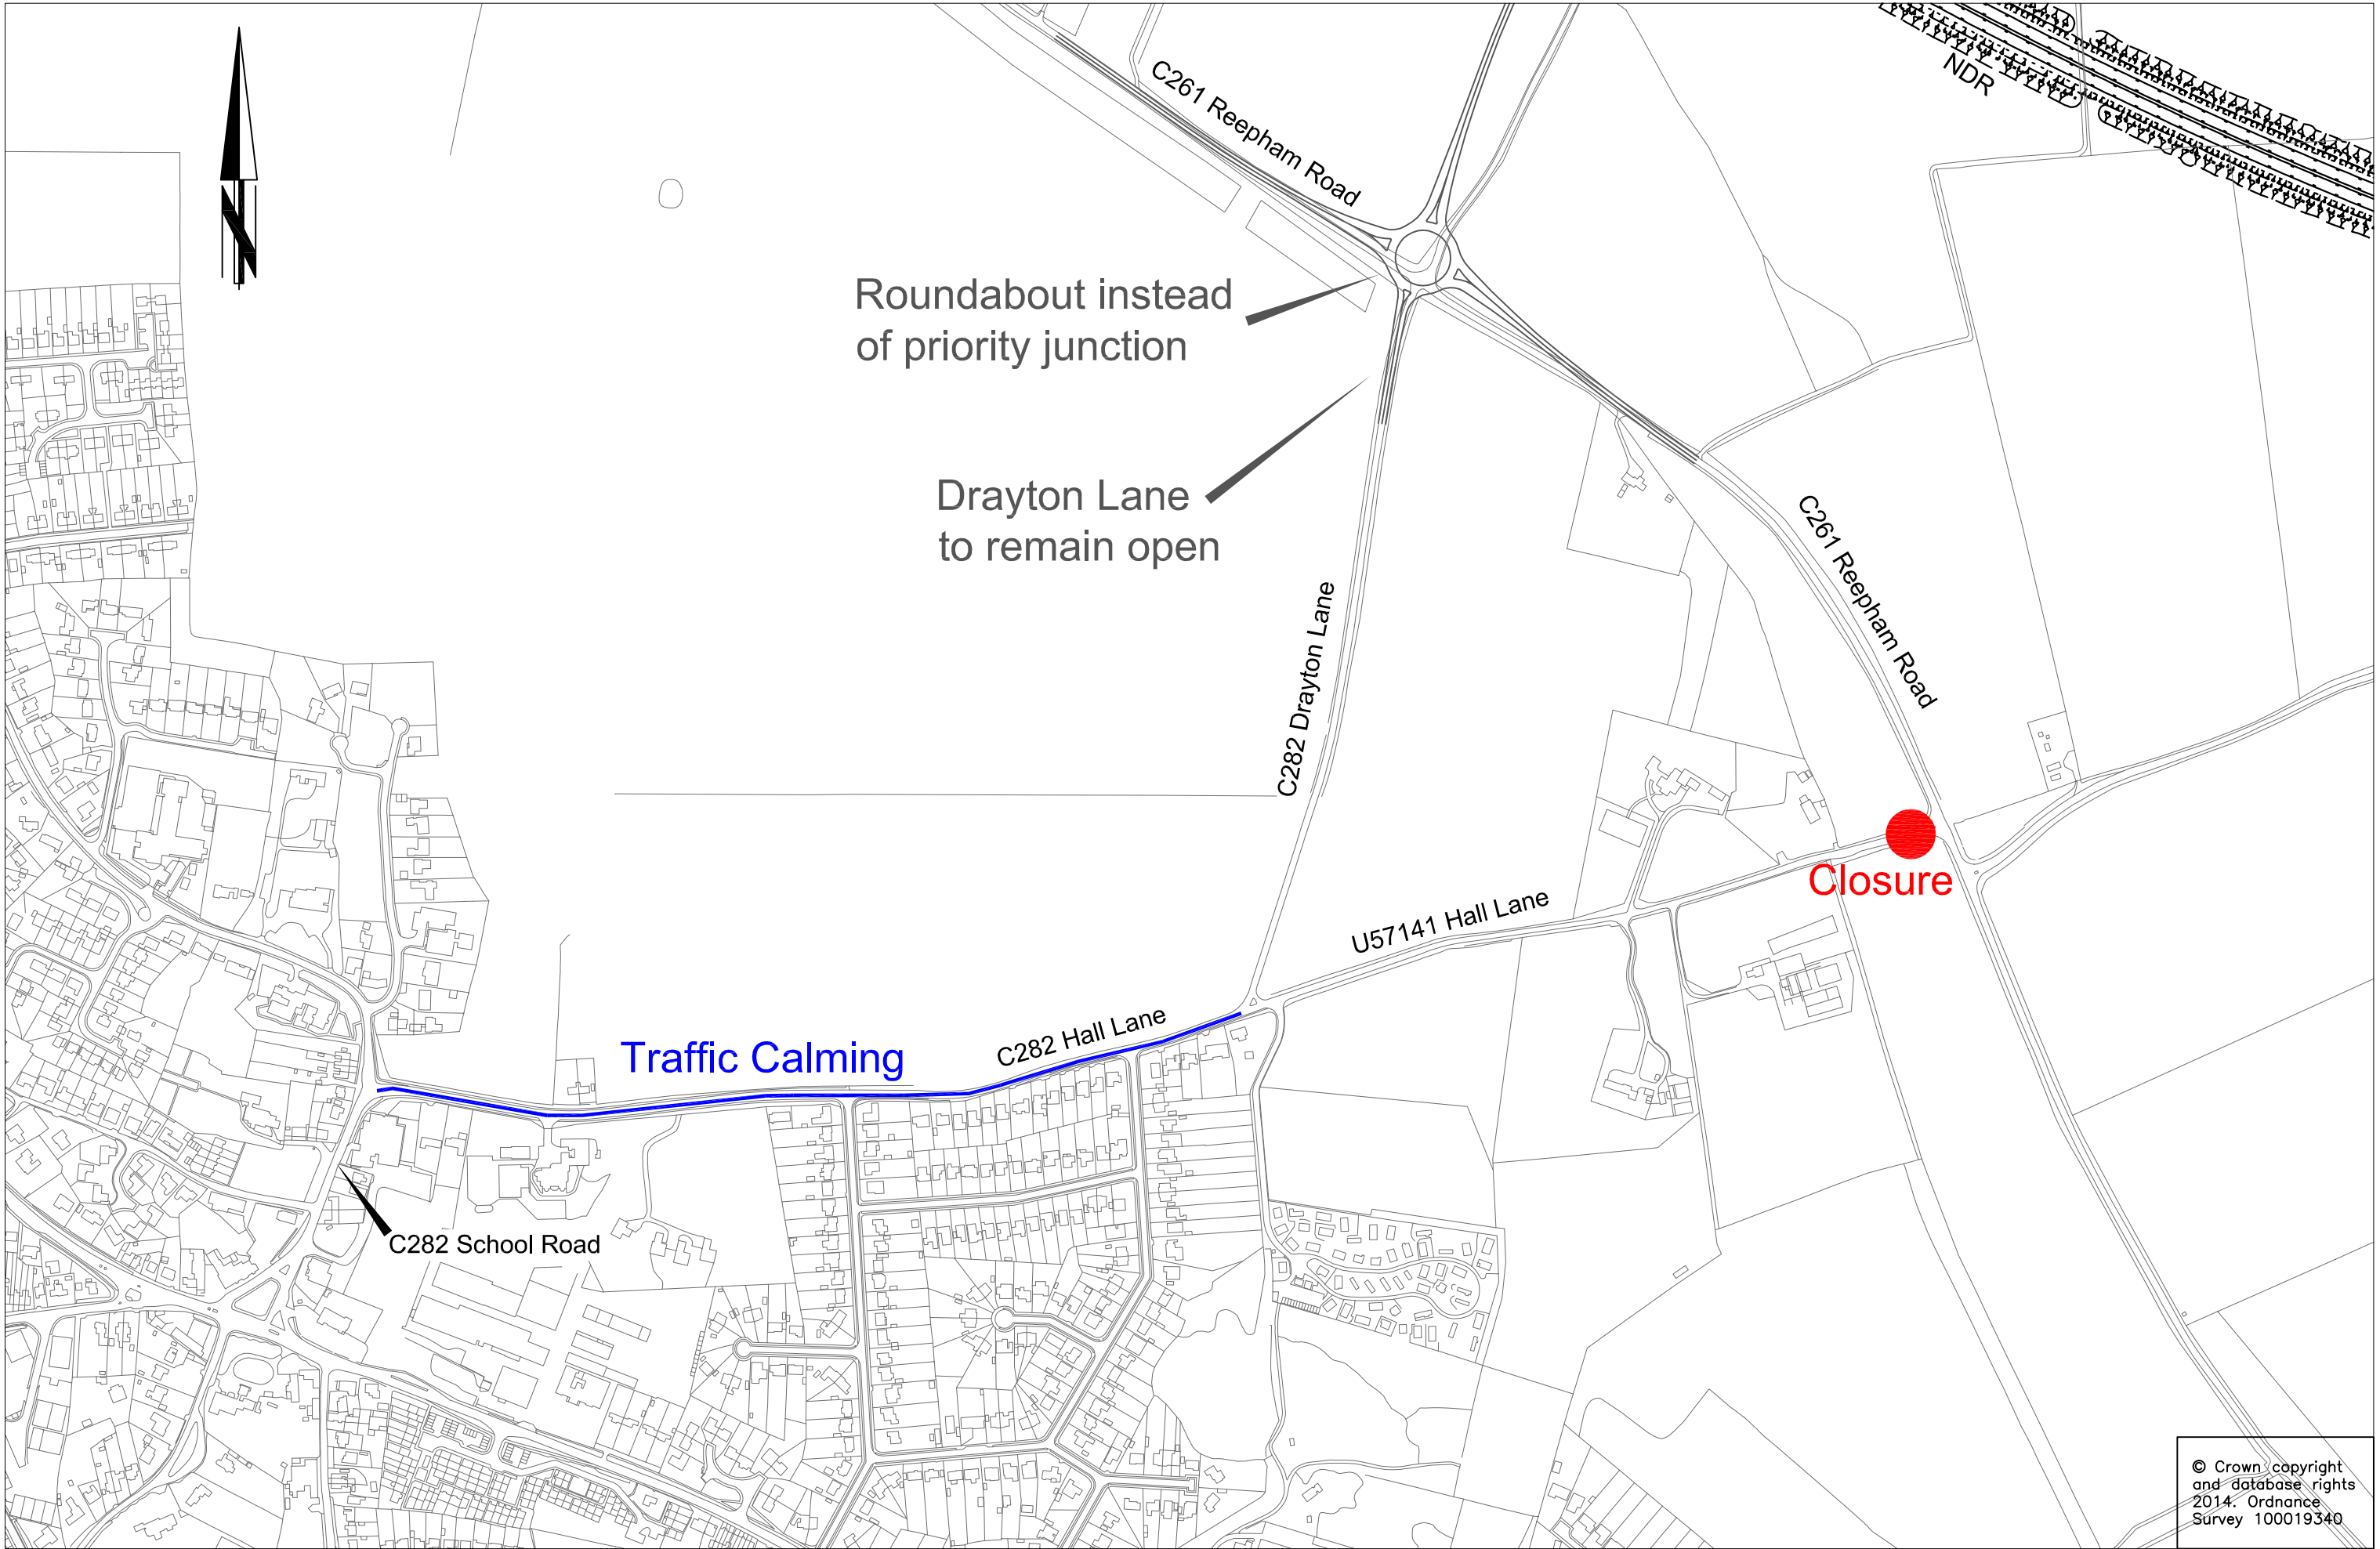 NDR
C261 Reepham Road
Roundabout instead
of priority junction
Drayton Lane
to remain open
C261 Reepham Road
C282 Drayton Lane
Closure
U57141 Hall Lane
C282 Hall Lane
Traffic Calming
C282 School Road
© Crown copyright
and database rights
2014. Ordnance
Survey 100019340
N